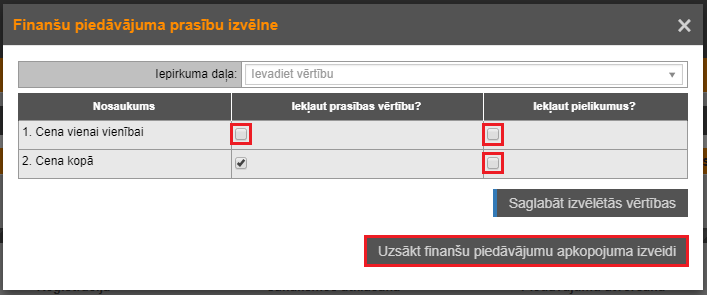 Finanšu piedāvājuma prasību izvēlne
Iepirkuma daļa: Ievadiet vērtību
Nosaukums Iekļaut prasības vērtību? Iekļaut pielikumus?
1. Cena vienai vienībai
2. Cena kopā
Saglabāt izvēlētās vērtības
Uzsākt finanšu piedāvājumu apkopojuma izveidi